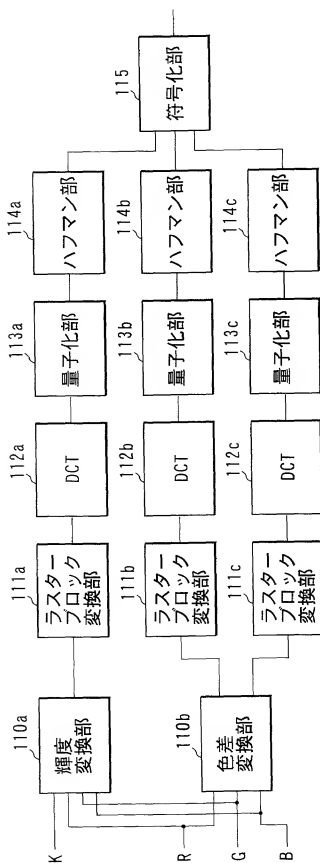 K
R
G
B
110a
輝度
変換部
110b
色差
変換部
111a
ラスター
ブロック
変換部
111b
ラスター
ブロック
変換部
111c
ラスター
ブロック
変換部
112a
DCT
112b
DCT
112c
DCT
113a
量子化部
113b
量子化部
113c
量子化部
114a
ハフマン部
114b
ハフマン部
114c
ハフマン部
115
符号化部